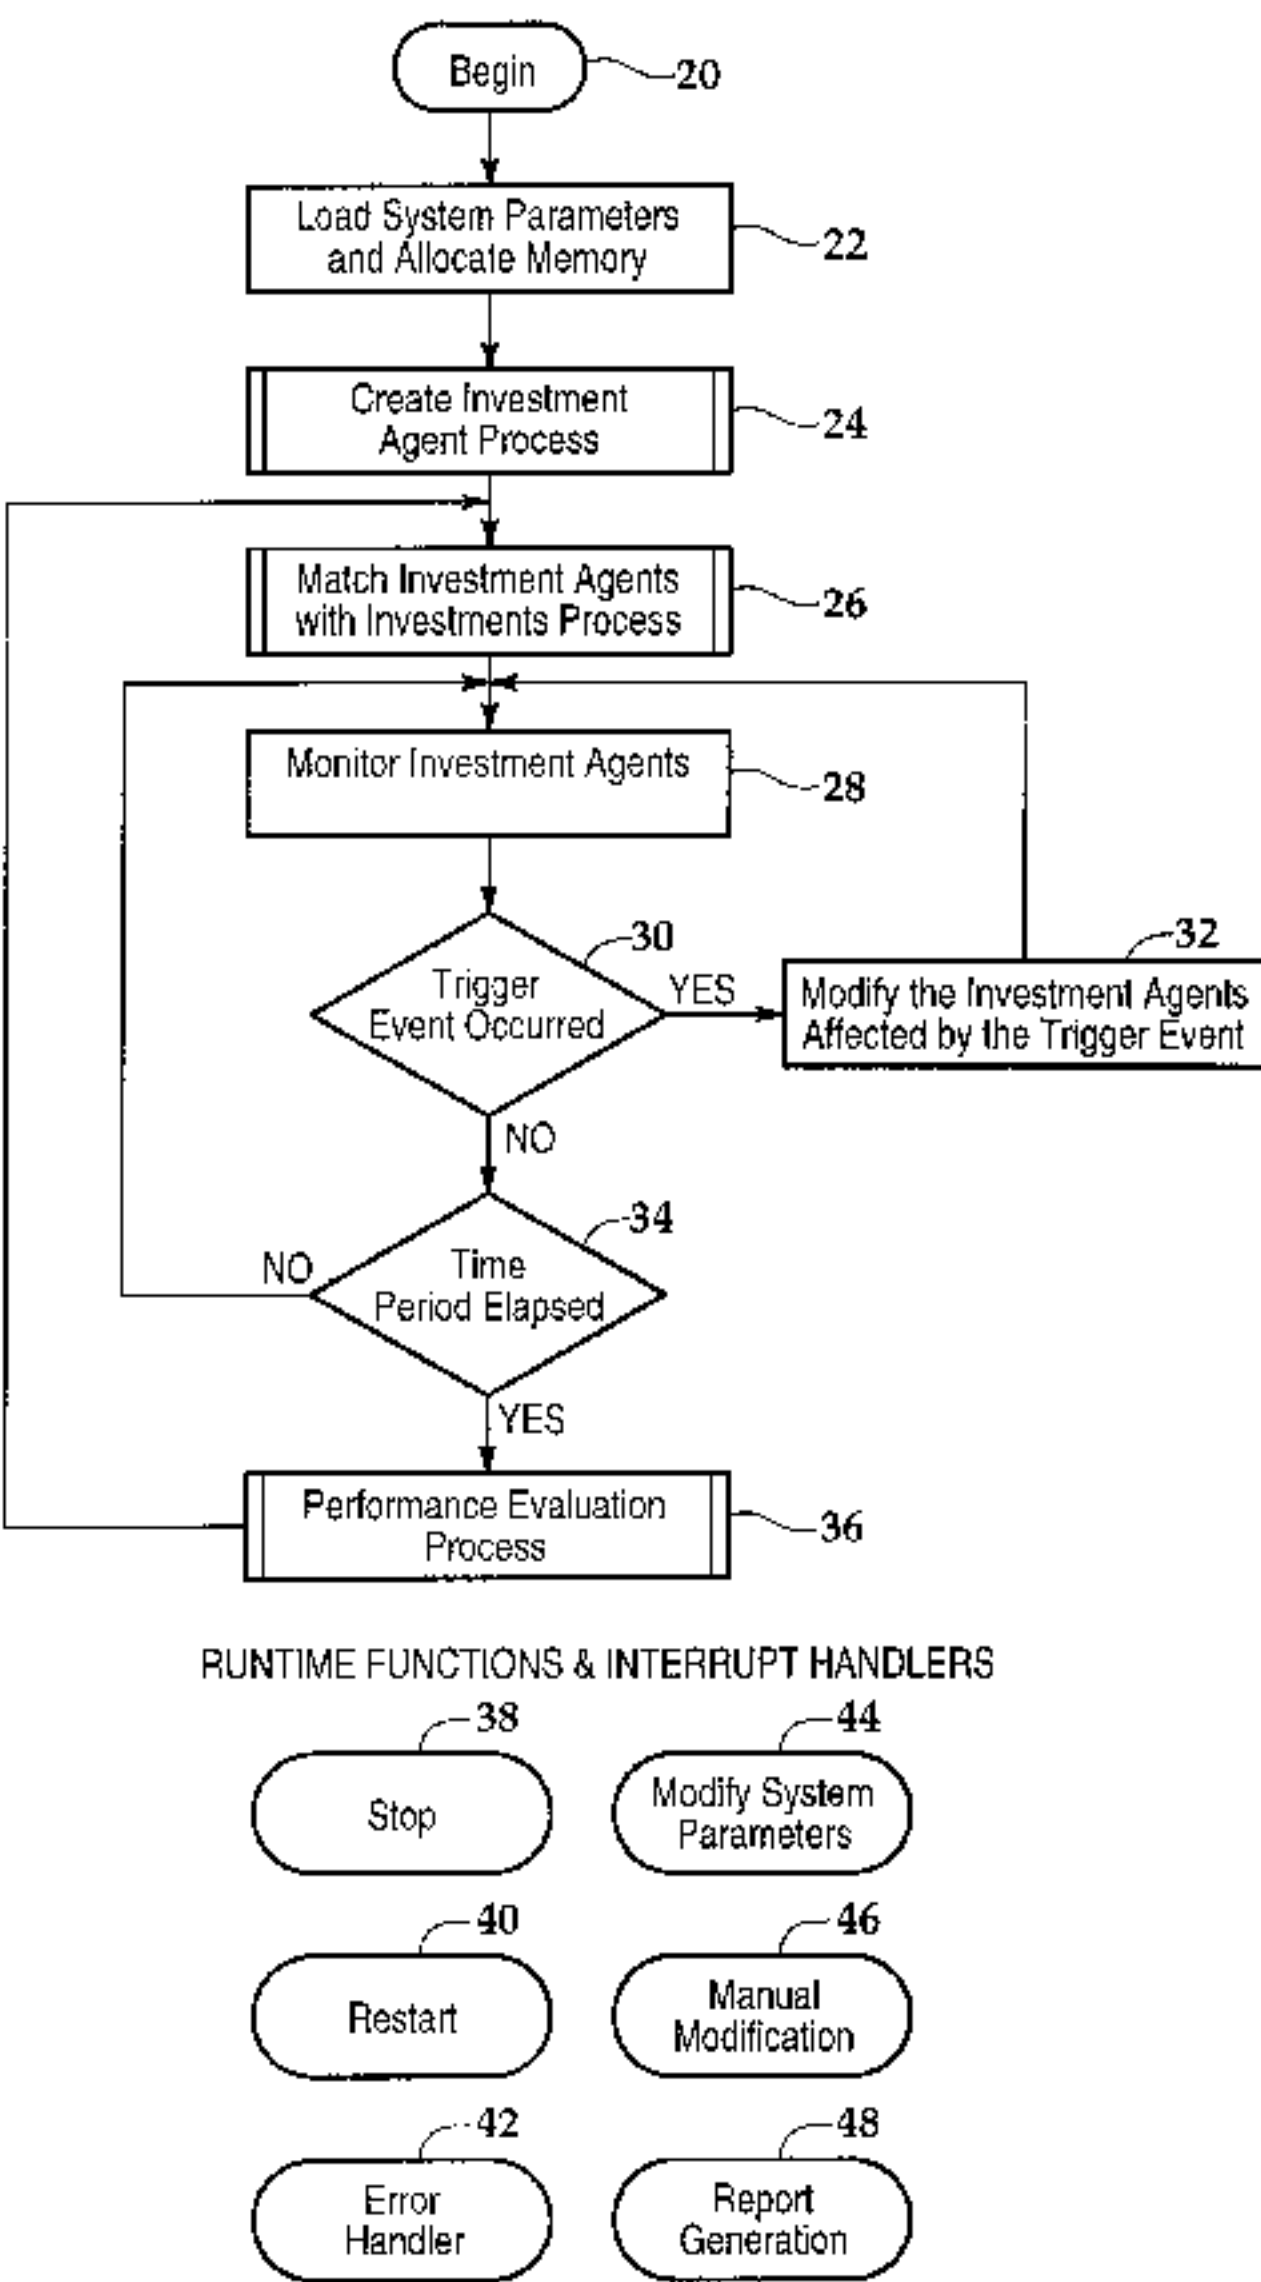 Begin
20
Load System Parameters
and Allocate Memory
22
Create Investment
Agent Process
24
Match Investment Agents
with Investments Process
26
Monitor Investment Agents
28
30
Trigger
Event Occurred
YES
32
Modify the Investment Agents
Affected by the Trigger Event
NO
34
Time
Period Elapsed
NO
YES
Performance Evaluation
Process
36
RUNTIME FUNCTIONS & INTERRUPT HANDLERS
38
Stop
44
Modify System
Parameters
40
Restart
46
Manual
Modification
42
Error
Handler
48
Report
Generation